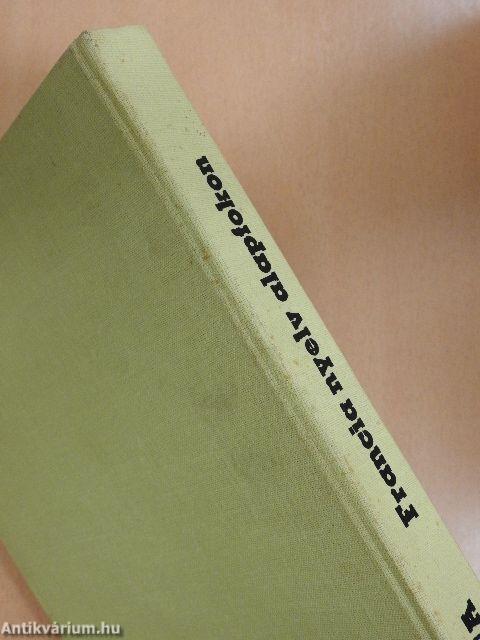 Francia nyelv alapfokon
Antikvárium.hu